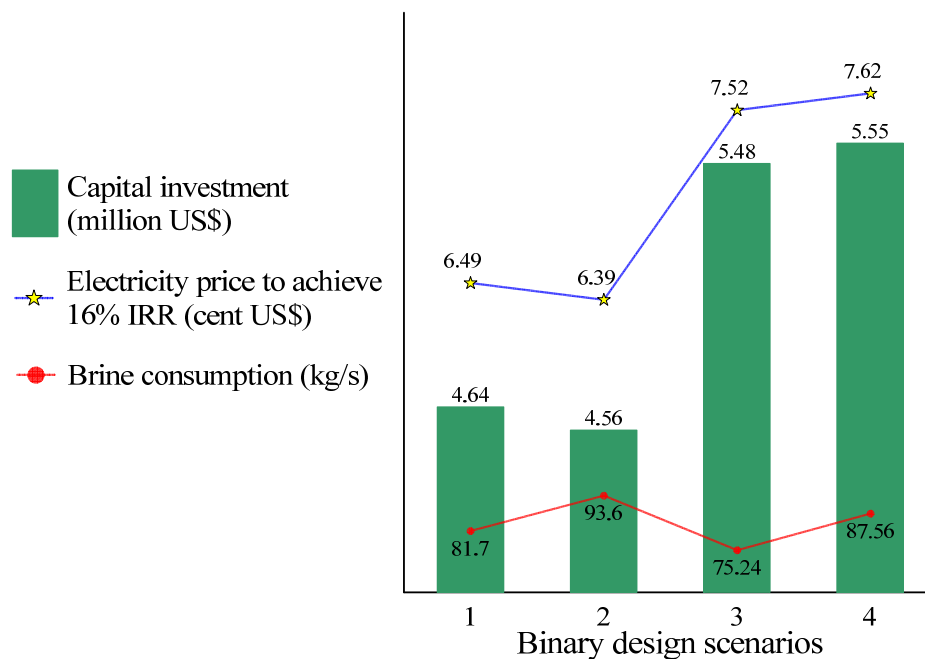 Capital investment
(million US$)
Electricity price to achieve
16% IRR (cent US$)
Brine consumption (kg/s)
6.49
6.39
7.52
7.62
4.64
4.56
5.48
5.55
81.7
93.6
75.24
87.56
1
2
3
4
Binary design scenarios